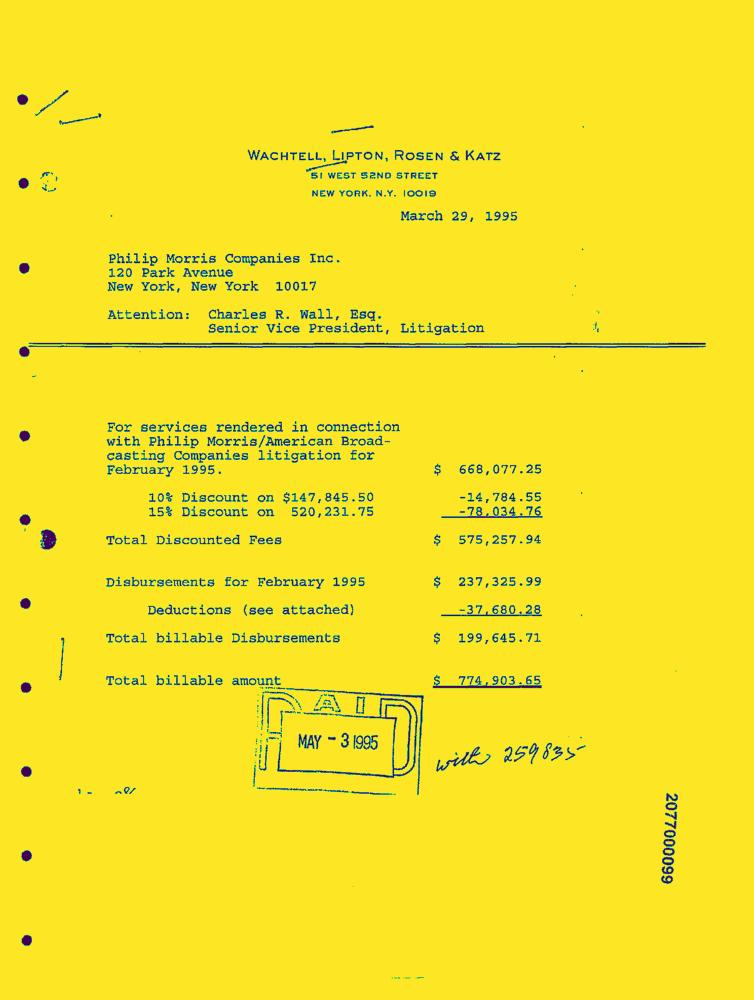 WACHTELL, LIPTON, ROSEN & KATZ
51 WEST 52ND STREET
NEW YORK, N.Y. 10019
March 29, 1995
Philip Morris Companies Inc.
120 Park Avenue
New York, New York 10017
Attention: Charles R. Wall, Esq.
Senior Vice President, Litigation
For services rendered in connection
with Philip Morris/American Broad-
casting Companies litigation for
February 1995. $ 668,077.25
10% Discount on $147,845.50 -14,784.55
15% Discount on 520,231.75 -78,034.76
Total Discounted Fees $ 575,257.94
Disbursements for February 1995 $ 237,325.99
Deductions (see attached) -37,680.28
Total billable Disbursements $ 199,645.71
Total billable amount $ 774,903.65
PAID
MAY - 3 1995
with 259835
2077000099